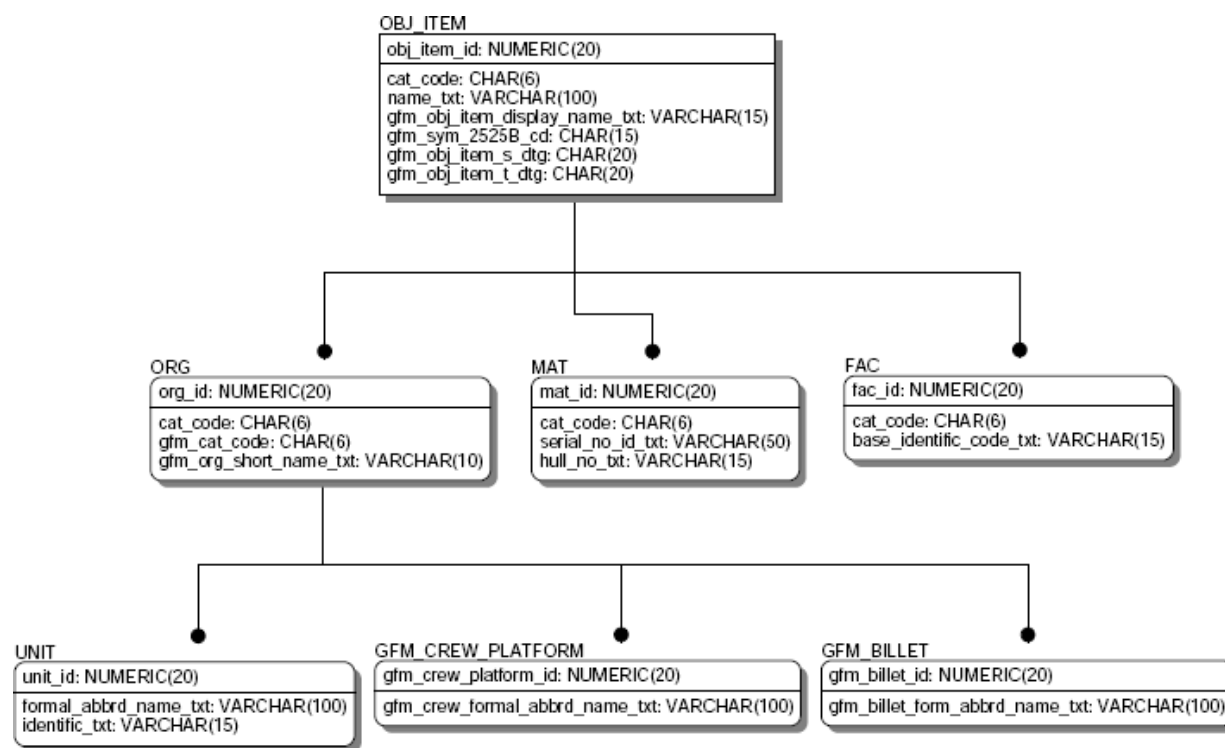 OBJ_ITEM
obj_item_id: NUMERIC(20)
cat_code: CHAR(6)
name_txt: VARCHAR(100)
gfm_obj_item_display_name_txt: VARCHAR(15)
gfm_sym_2525B_cd: CHAR(15)
gfm_obj_item_s_dtg: CHAR(20)
gfm_obj_item_t_dtg: CHAR(20)
ORG
org_id: NUMERIC(20)
cat_code: CHAR(6)
gfm_cat_code: CHAR(6)
gfm_org_short_name_txt: VARCHAR(10)
MAT
mat_id: NUMERIC(20)
cat_code: CHAR(6)
serial_no_id_txt: VARCHAR(50)
hull_no_txt: VARCHAR(15)
FAC
fac_id: NUMERIC(20)
cat_code: CHAR(6)
base_identific_code_txt: VARCHAR(15)
UNIT
unit_id: NUMERIC(20)
formal_abbrd_name_txt: VARCHAR(100)
identific_txt: VARCHAR(15)
GFM_CREW_PLATFORM
gfm_crew_platform_id: NUMERIC(20)
gfm_crew_formal_abbrd_name_txt: VARCHAR(100)
GFM_BILLET
gfm_billet_id: NUMERIC(20)
gfm_billet_form_abbrd_name_txt: VARCHAR(100)